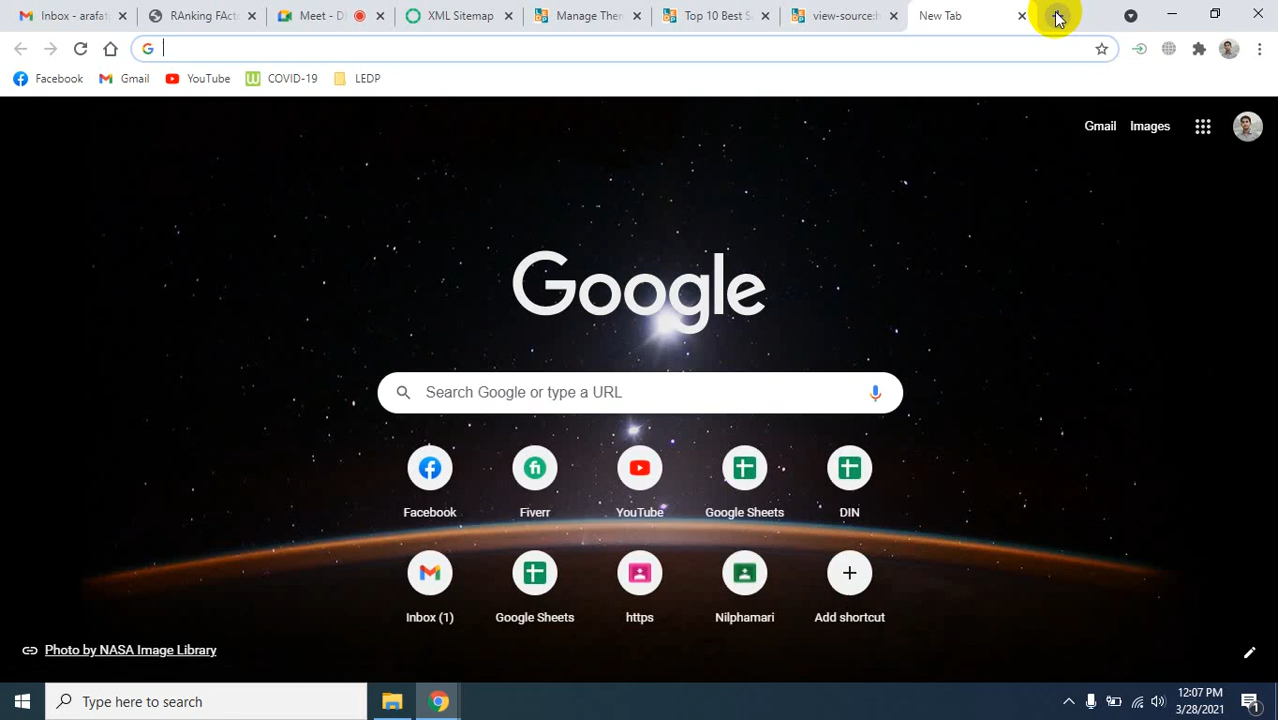 Inbox - arafat
RAnking FActo
Meet - D
XML Sitemap
Manage Them
Top 10 Best S
view-source:h
New Tab
Facebook
Gmail
YouTube
COVID-19
LEDP
Gmail
Images
Google
Search Google or type a URL
Facebook
Fiverr
YouTube
Google Sheets
DIN
Inbox (1)
Google Sheets
https
Nilphamari
Add shortcut
Photo by NASA Image Library
Type here to search
12:07 PM
3/28/2021